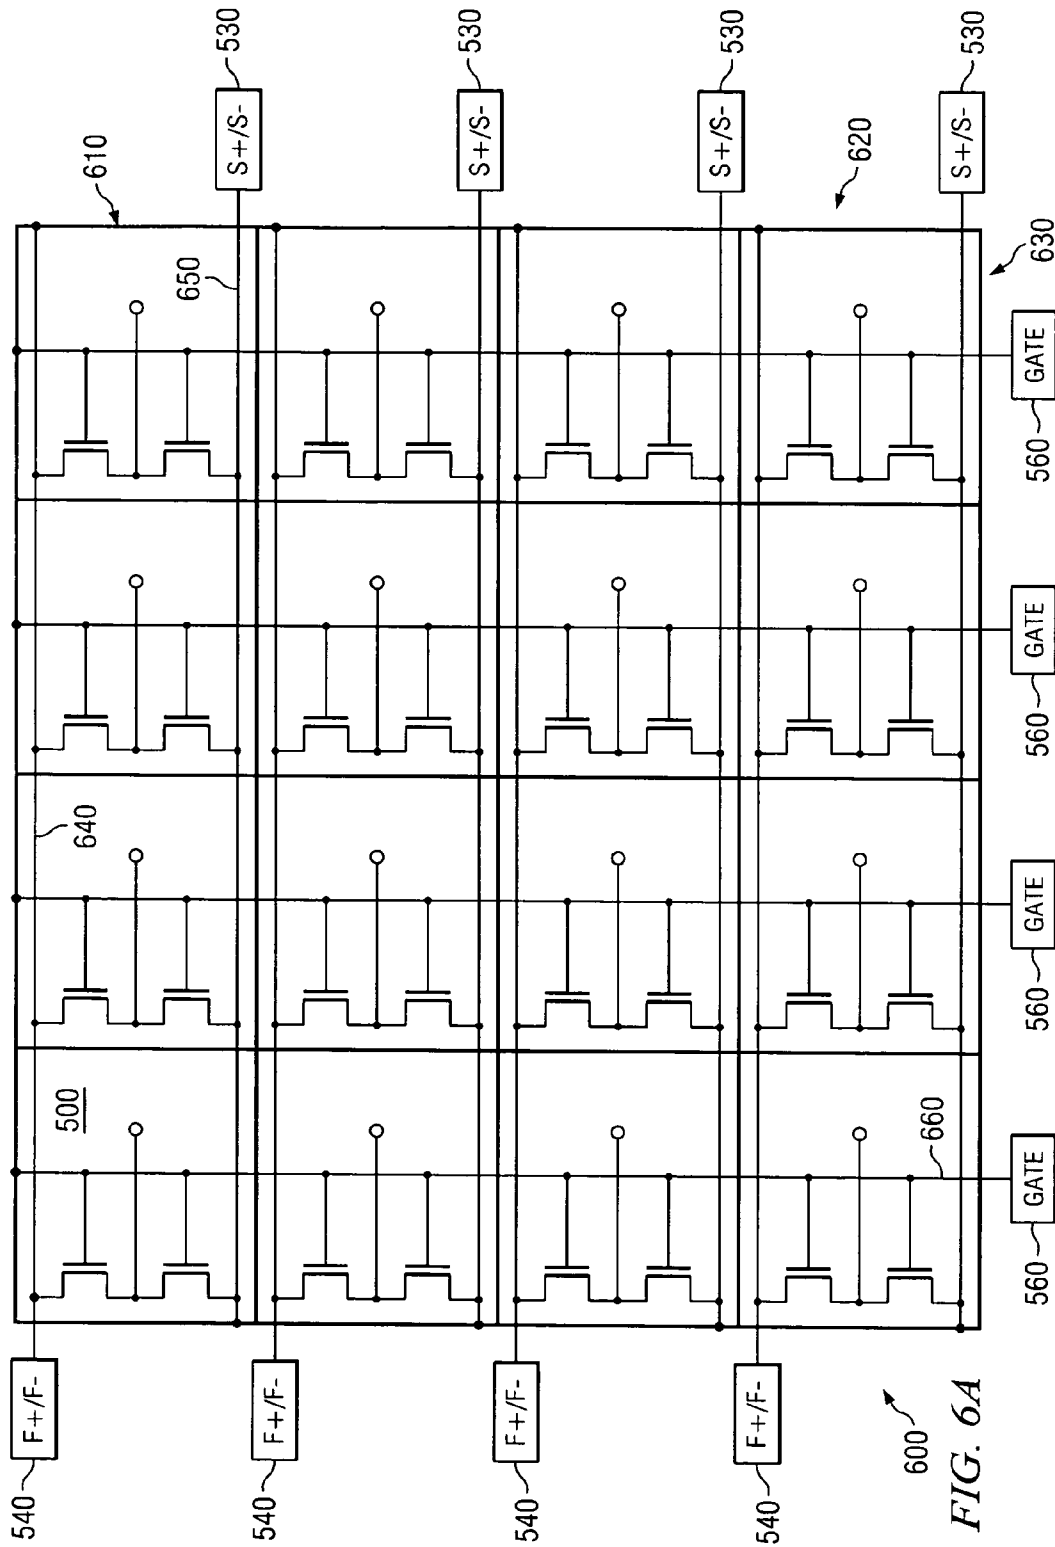 540 F+/F-
500 640 610
650
S+/S- 530
540 F+/F-
S+/S- 530
540 F+/F-
S+/S- 530
540 F+/F-
620
600 660
S+/S- 530
FIG. 6A
630
560 GATE 560 GATE 560 GATE 560 GATE